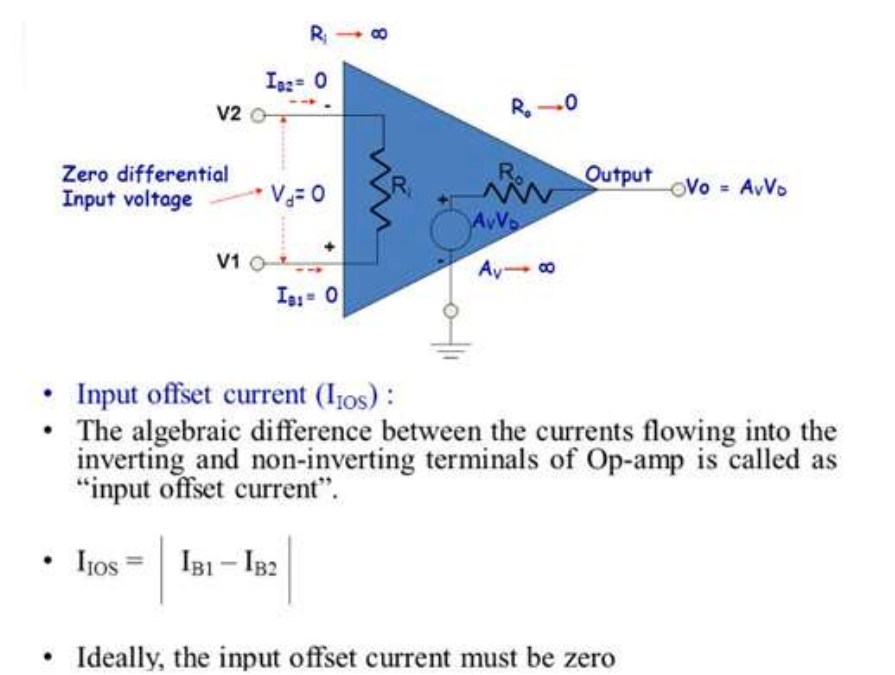 Ri → ∞
IB2= 0
-
V2
Ro →0
Zero differential
Input voltage
Vd= 0
Ri
Ro
Output
Vo = AVVD
+
AVVD
+
V1
-
AV→ ∞
IB1= 0
• Input offset current (IIOS) :
• The algebraic difference between the currents flowing into the
inverting and non-inverting terminals of Op-amp is called as
“input offset current”.
• IIOS = | IB1 – IB2 |
• Ideally, the input offset current must be zero